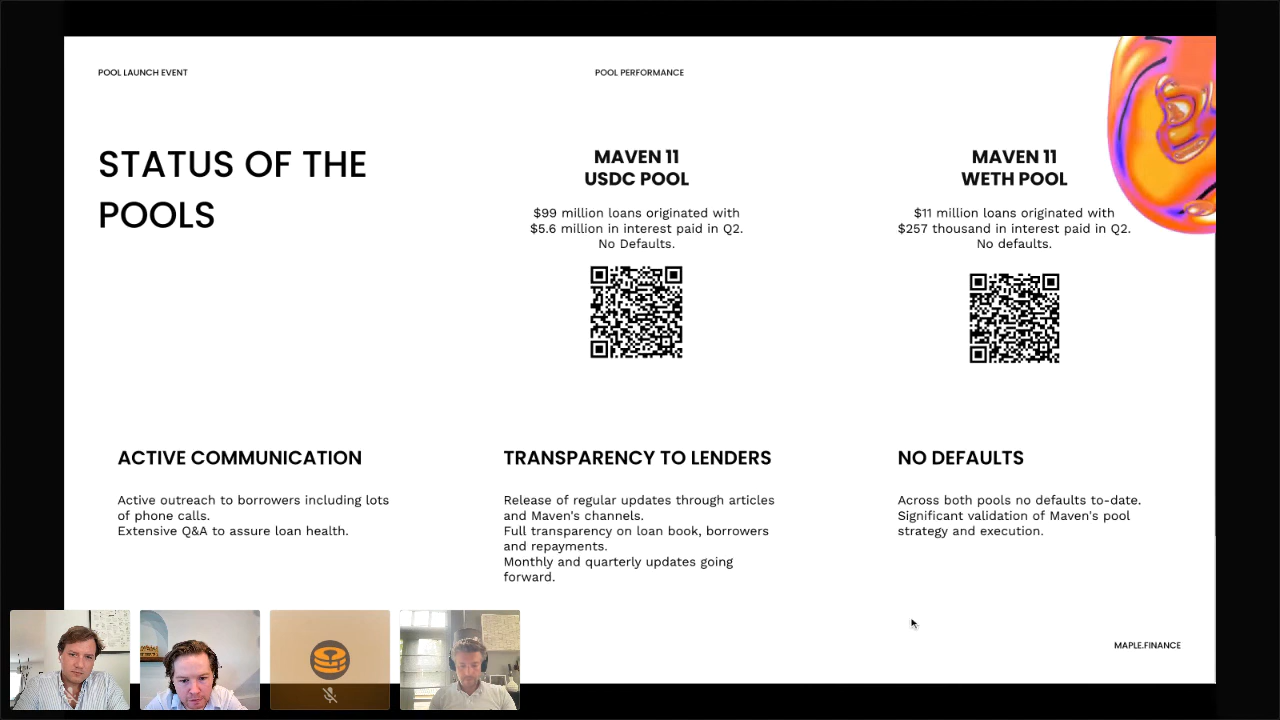 POOL LAUNCH EVENT
POOL PERFORMANCE
STATUS OF THE
POOLS
MAVEN 11
USDC POOL
$99 million loans originated with
$5.6 million in interest paid in Q2.
No Defaults.
MAVEN 11
WETH POOL
$11 million loans originated with
$257 thousand in interest paid in Q2.
No defaults.
ACTIVE COMMUNICATION
Active outreach to borrowers including lots
of phone calls.
Extensive Q&A to assure loan health.
TRANSPARENCY TO LENDERS
Release of regular updates through articles
and Maven's channels.
Full transparency on loan book, borrowers
and repayments.
Monthly and quarterly updates going
forward.
NO DEFAULTS
Across both pools no defaults to-date.
Significant validation of Maven's pool
strategy and execution.
MAPLE.FINANCE